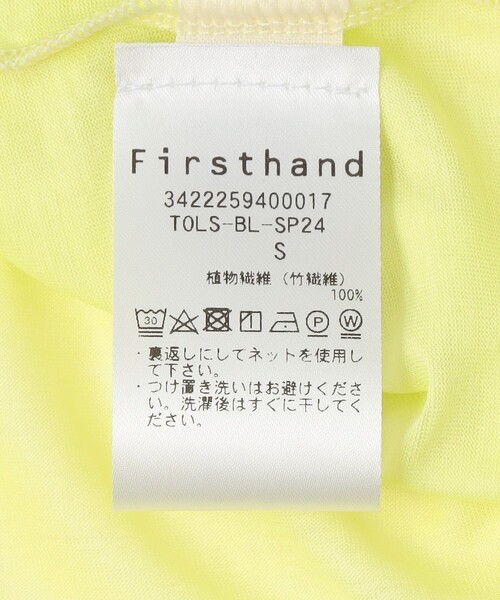 Firsthand
3422259400017
TOLS-BL-SP24
S
植物繊維（竹繊維）
100%
30 P W
・裏返しにしてネットを使用し
て下さい。
・つけ置き洗いはお避けくださ
い。洗濯後はすぐに干してく
ださい。